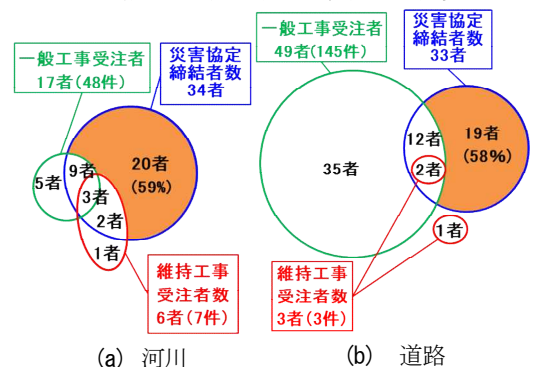 一般工事受注者
17者(48件)
災害協定
締結者数
34者
5者
9者
3者
2者
1者
20者
(59%)
維持工事
受注者数
6者(7件)
(a) 河川
一般工事受注者
49者(145件)
災害協定
締結者数
33者
35者
12者
2者
19者
(58%)
1者
維持工事
受注者数
3者(3件)
(b) 道路